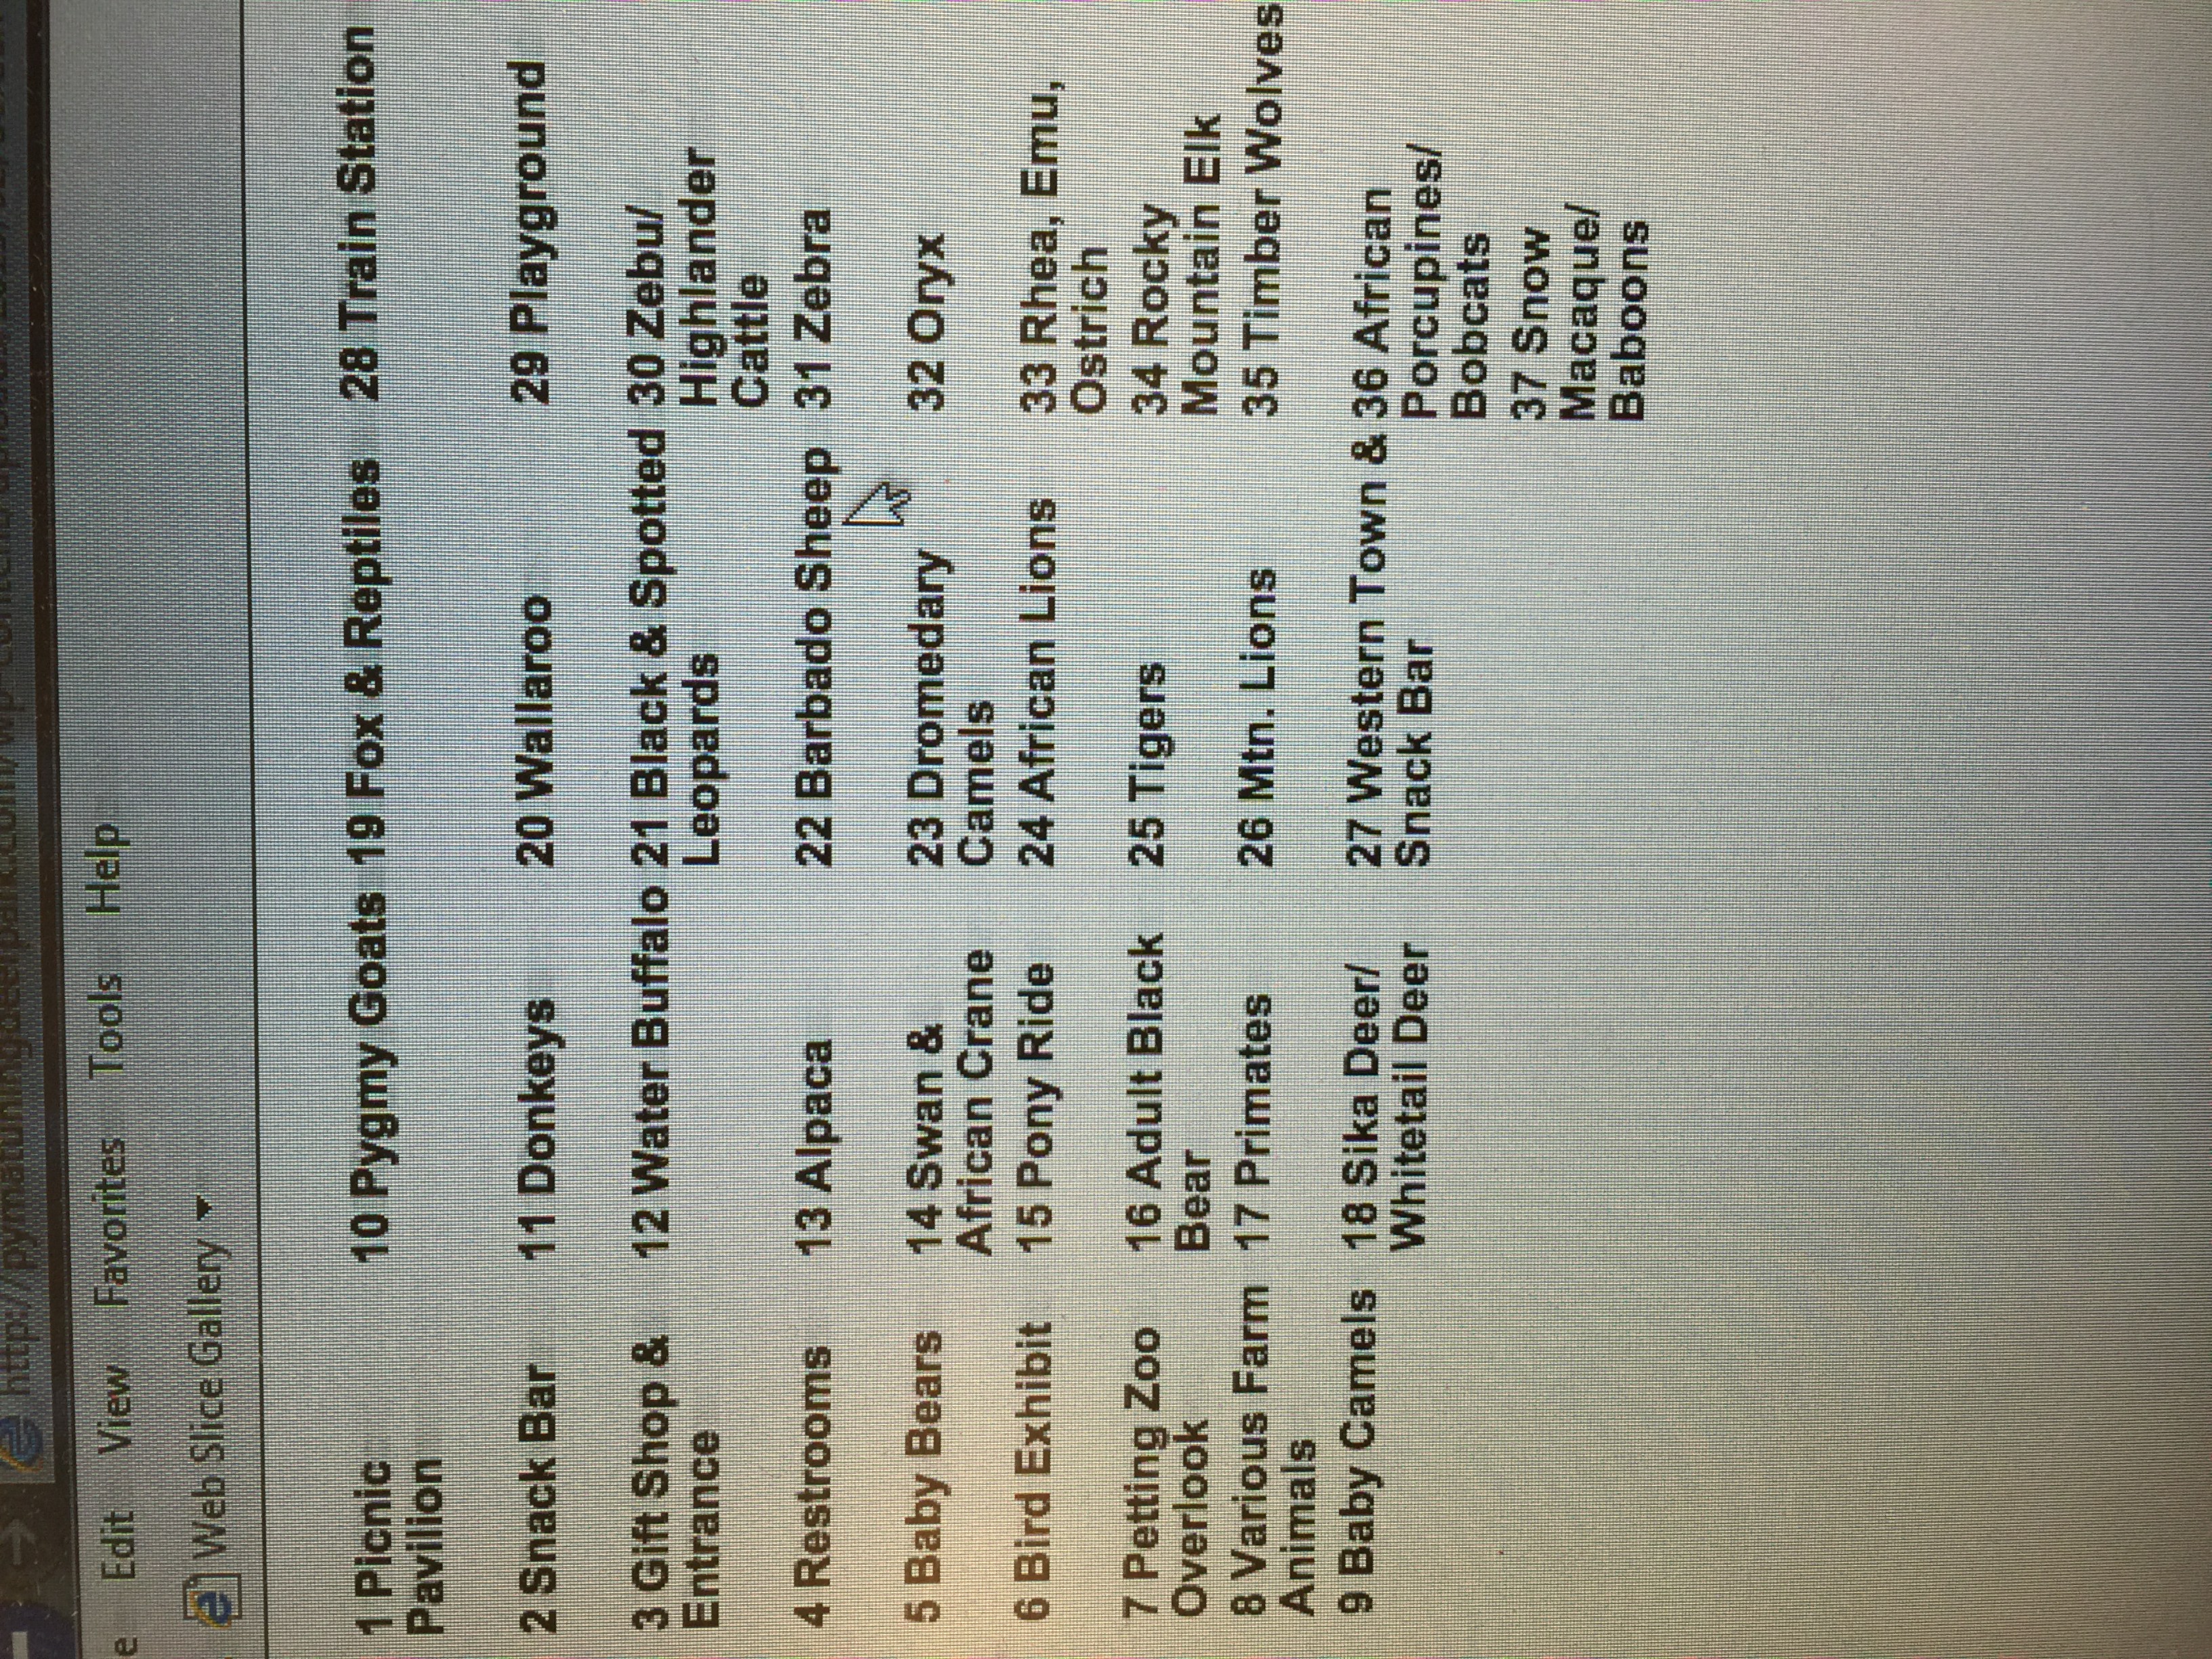 http://pymatuningdeerpark.com/wp-content/uploads/
e Edit View Favorites Tools Help
Web Slice Gallery
1 Picnic
Pavilion
2 Snack Bar
3 Gift Shop &
Entrance
4 Restrooms
5 Baby Bears
6 Bird Exhibit
7 Petting Zoo
Overlook
8 Various Farm
Animals
9 Baby Camels
10 Pygmy Goats
11 Donkeys
12 Water Buffalo
13 Alpaca
14 Swan &
African Crane
15 Pony Ride
16 Adult Black
Bear
17 Primates
18 Sika Deer/
Whitetail Deer
19 Fox & Reptiles
20 Wallaroo
21 Black & Spotted
Leopards
22 Barbado Sheep
23 Dromedary
Camels
24 African Lions
25 Tigers
26 Mtn. Lions
27 Western Town &
Snack Bar
28 Train Station
29 Playground
30 Zebu/
Highlander
Cattle
31 Zebra
32 Oryx
33 Rhea, Emu,
Ostrich
34 Rocky
Mountain Elk
35 Timber Wolves
36 African
Porcupines/
Bobcats
37 Snow
Macaque/
Baboons